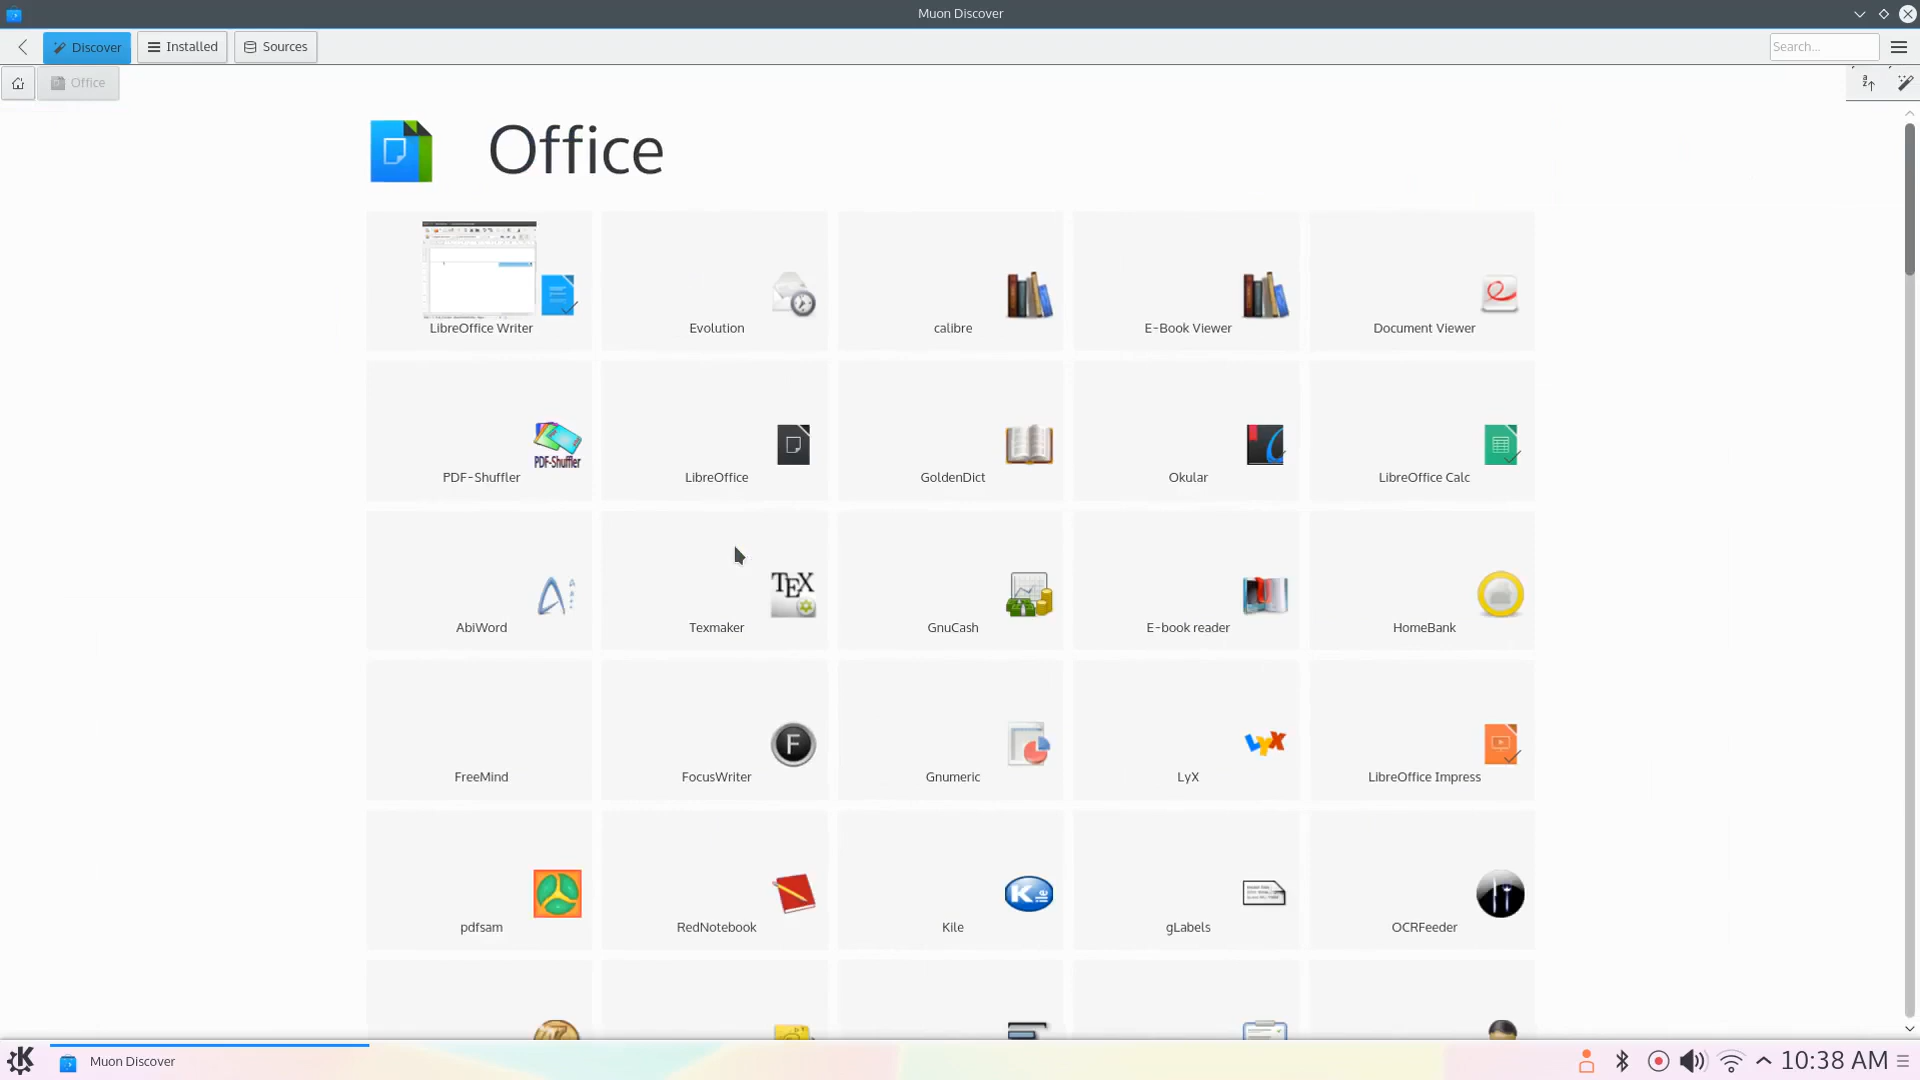 Muon Discover
Discover Installed Sources Search...
Office
Office
LibreOffice Writer Evolution calibre E-Book Viewer Document Viewer
PDF-Shuffler
PDF-Shuffler LibreOffice GoldenDict Okular LibreOffice Calc
TEX
AbiWord Texmaker GnuCash E-book reader HomeBank
F LyX
FreeMind FocusWriter Gnumeric LyX LibreOffice Impress
Kile
pdfsam RedNotebook Kile gLabels OCRFeeder
Muon Discover 10:38 AM